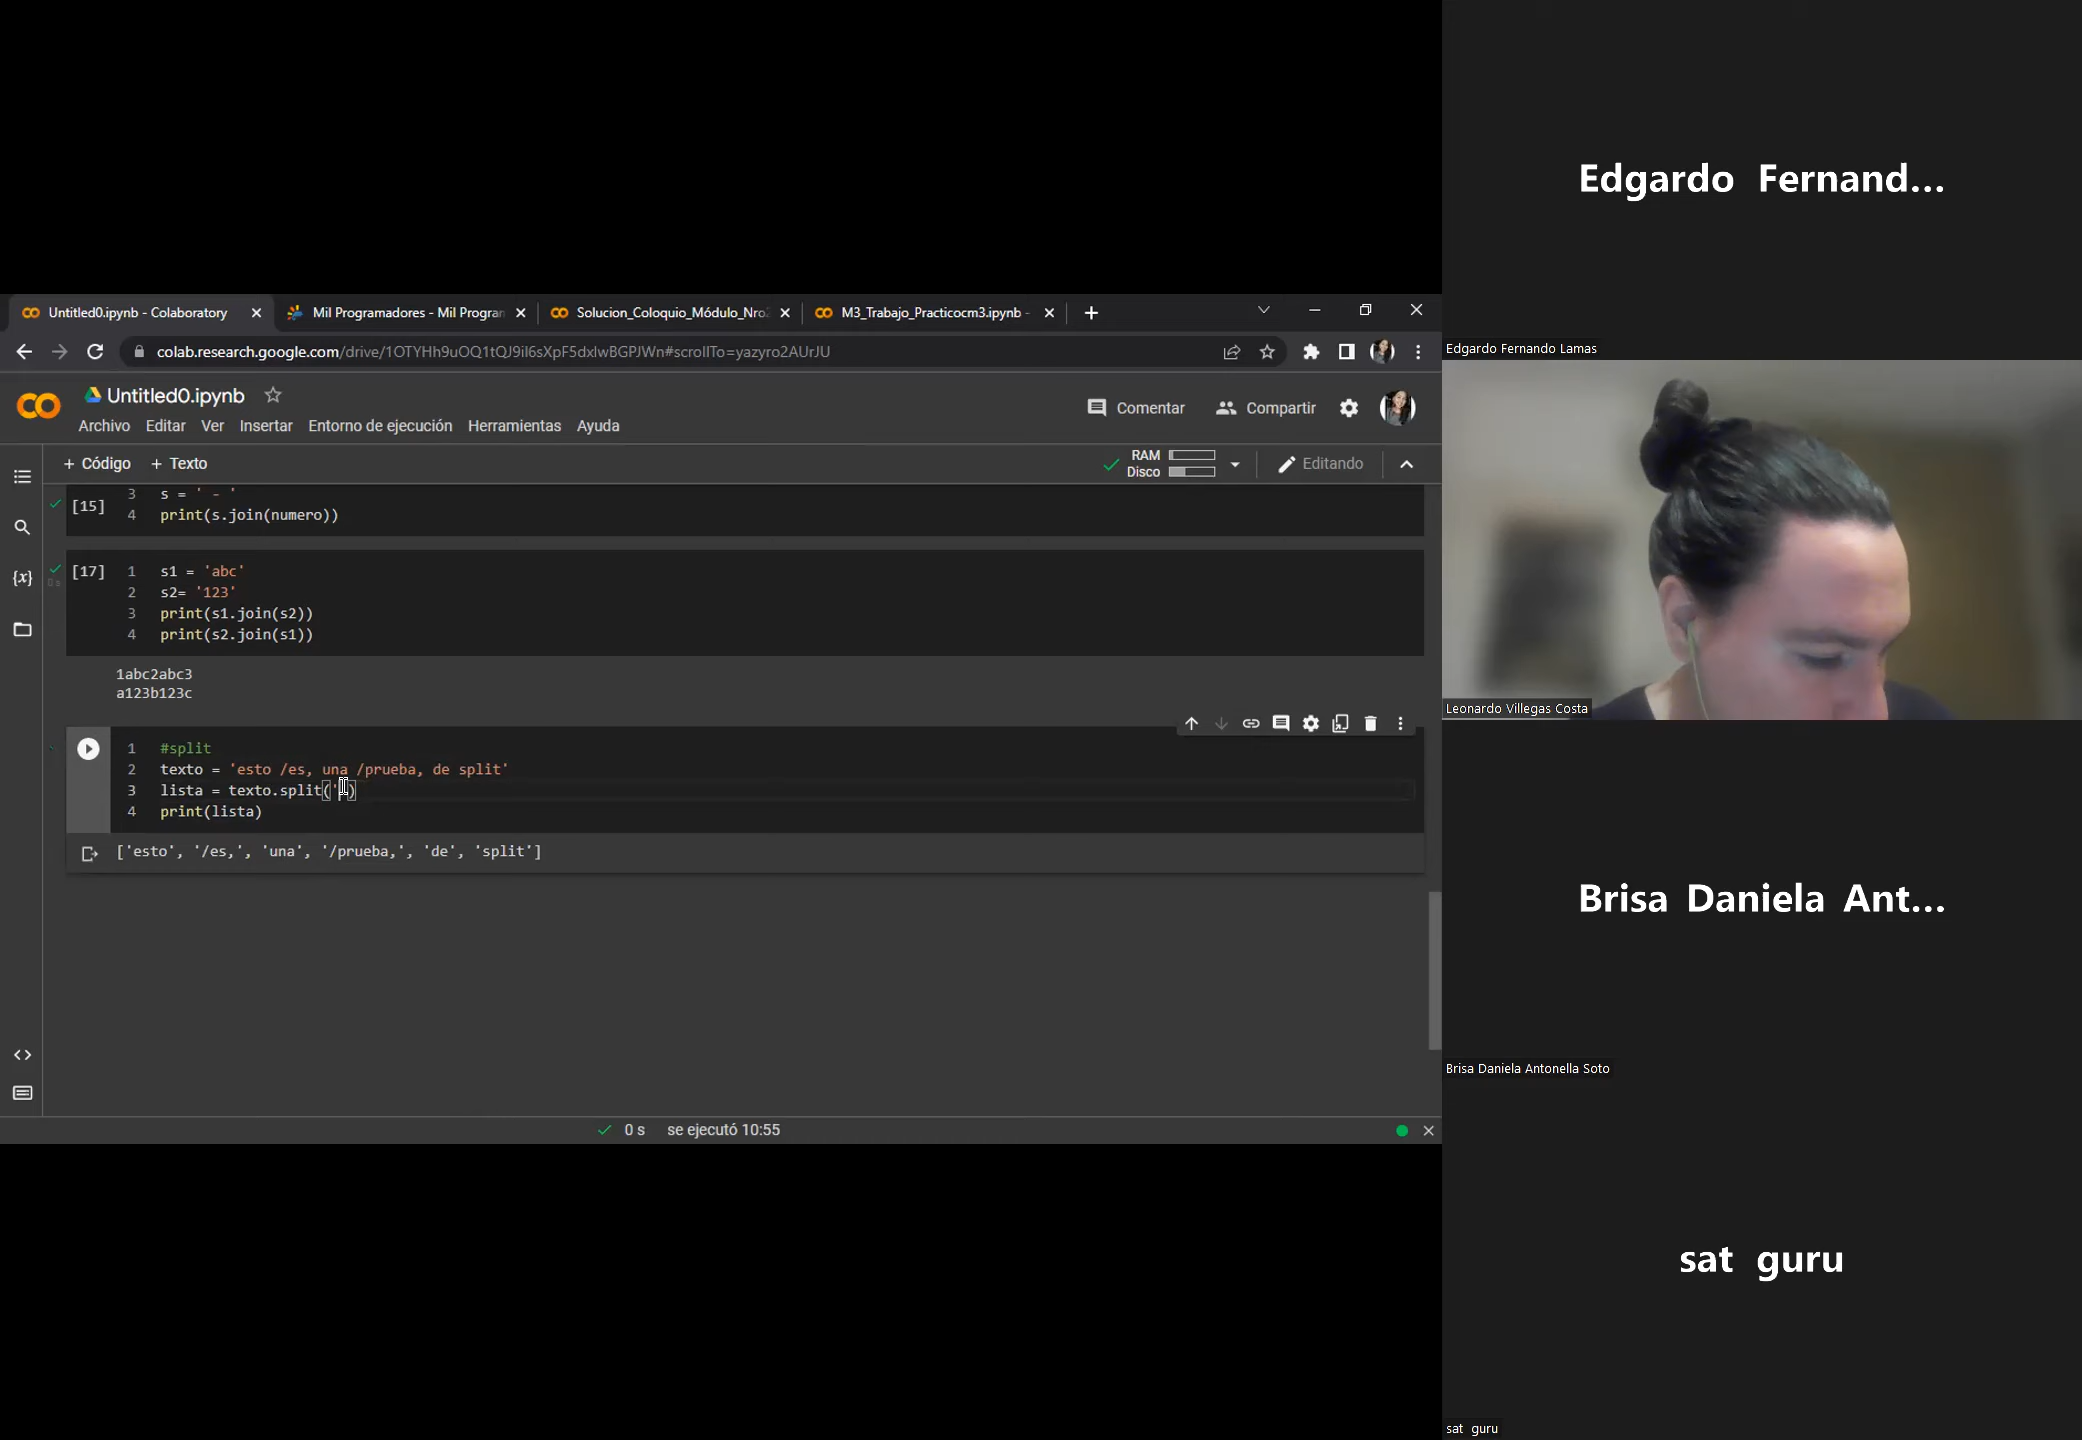 Untitled0.ipynb - Colaboratory
Mil Programadores - Mil Progran
Solucion_Coloquio_Módulo_Nro2
M3_Trabajo_Practicocm3.ipynb -
colab.research.google.com/drive/1OTYHh9uOQ1tQJ9il6sXpF5dxlwBGPJWn#scrollTo=yazyro2AUrJU
Untitled0.ipynb
Comentar
Compartir
Archivo Editar Ver Insertar Entorno de ejecución Herramientas Ayuda
+ Código + Texto
RAM
Disco
Editando
[15]
3 s = ' - '
4 print(s.join(numero))
[17]
0 s
1 s1 = 'abc'
2 s2= '123'
3 print(s1.join(s2))
4 print(s2.join(s1))
1abc2abc3
a123b123c
1 #split
2 texto = 'esto /es, una /prueba, de split'
3 lista = texto.split('')
4 print(lista)
['esto', '/es,', 'una', '/prueba,', 'de', 'split']
0 s se ejecutó 10:55
Edgardo Fernand...
Edgardo Fernando Lamas
Leonardo Villegas Costa
Brisa Daniela Ant...
Brisa Daniela Antonella Soto
sat guru
sat guru